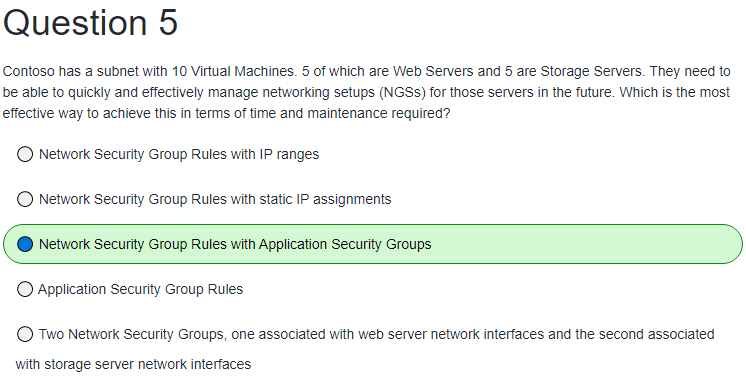 Question 5
Contoso has a subnet with 10 Virtual Machines. 5 of which are Web Servers and 5 are Storage Servers. They need to
be able to quickly and effectively manage networking setups (NGSs) for those servers in the future. Which is the most
effective way to achieve this in terms of time and maintenance required?
Network Security Group Rules with IP ranges
Network Security Group Rules with static IP assignments
Network Security Group Rules with Application Security Groups
Application Security Group Rules
Two Network Security Groups, one associated with web server network interfaces and the second associated
with storage server network interfaces